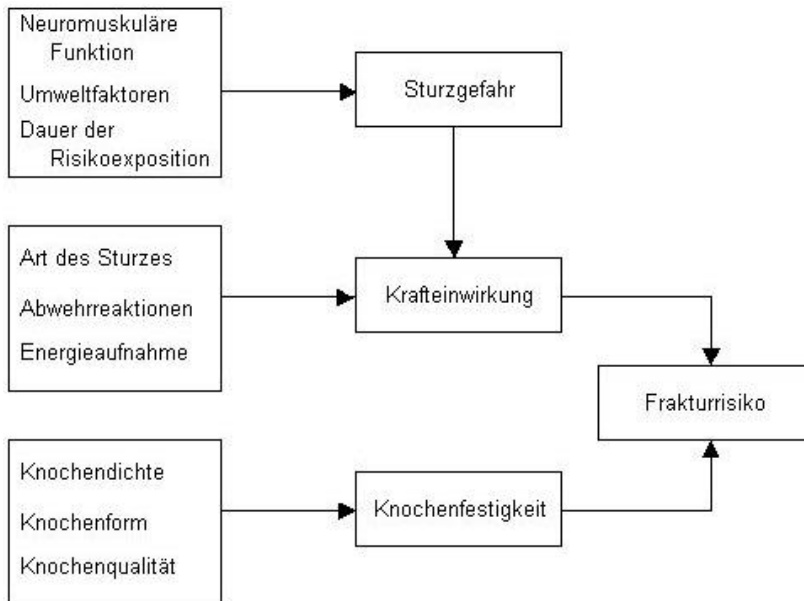 Neuromuskuläre
Funktion
Umweltfaktoren
Dauer der
Risikoexposition
Sturzgefahr
Art des Sturzes
Abwehrreaktionen
Energieaufnahme
Krafteinwirkung
Frakturrisiko
Knochendichte
Knochenform
Knochenqualität
Knochenfestigkeit